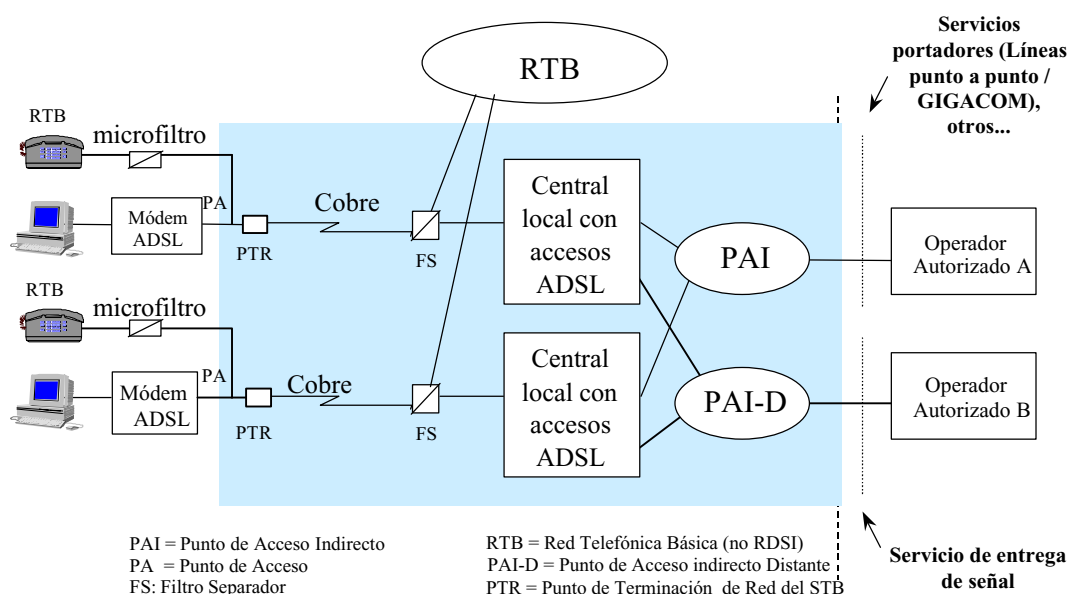 Servicios
portadores (Líneas
punto a punto /
GIGACOM),
otros...
RTB
RTB
microfiltro
Módem
ADSL
PA
PTR
Cobre
FS
Central
local con
accesos
ADSL
PAI
Operador
Autorizado A
RTB
microfiltro
Módem
ADSL
PA
PTR
Cobre
FS
Central
local con
accesos
ADSL
PAI-D
Operador
Autorizado B
PAI = Punto de Acceso Indirecto
PA = Punto de Acceso
FS: Filtro Separador
RTB = Red Telefónica Básica (no RDSI)
PAI-D = Punto de Acceso indirecto Distante
PTR = Punto de Terminación de Red del STB
Servicio de entrega
de señal